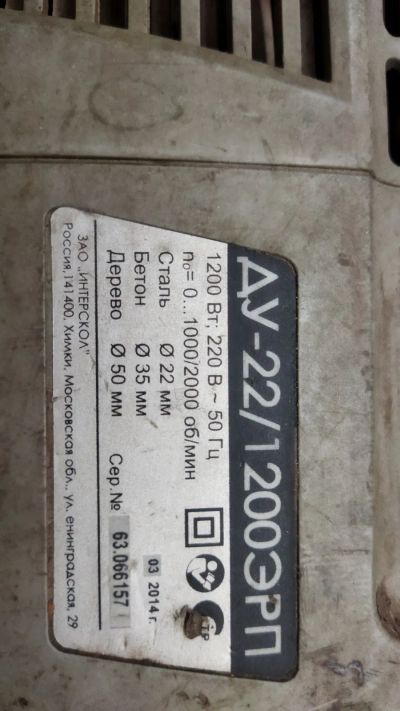 ДУ-22/1200ЭРП
1200 Вт; 220 В ~ 50 Гц
n₀= 0...1000/2000 об/мин
Сталь Ø 22 мм
Бетон Ø 35 мм
Дерево Ø 50 мм
03 2014 г.
Сер.№ 63.066157
ЗАО „ИНТЕРСКОЛ"
Россия,141400, Химки, Московская обл., ул. енинградская, 29